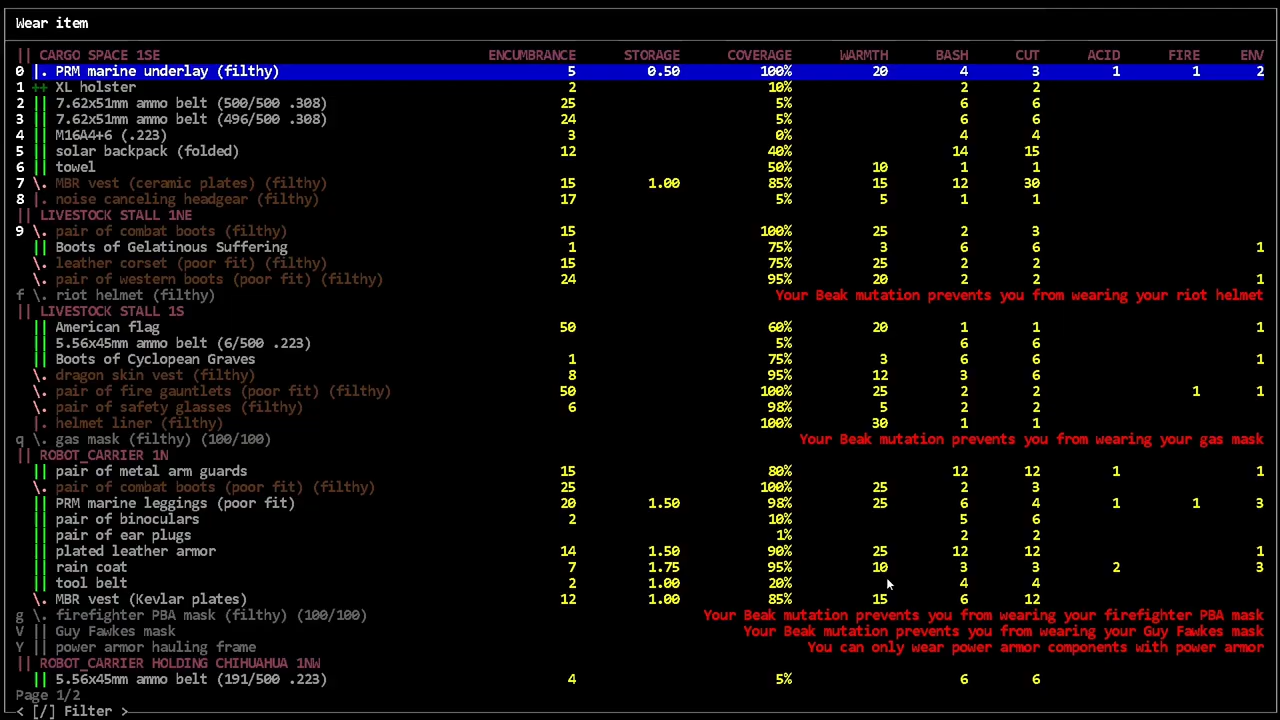 Wear item
|| CARGO SPACE 1SE ENCUMBRANCE STORAGE COVERAGE WARMTH BASH CUT ACID FIRE ENV
0 |. PRM marine underlay (filthy) 5 0.50 100% 20 4 3 1 1 2
1 ++ XL holster 2 10% 2 2
2 || 7.62x51mm ammo belt (500/500 .308) 25 5% 6 6
3 || 7.62x51mm ammo belt (496/500 .308) 24 5% 6 6
4 || M16A4+6 (.223) 3 0% 4 4
5 || solar backpack (folded) 12 40% 14 15
6 || towel 50% 10 1 1
7 \. MBR vest (ceramic plates) (filthy) 15 1.00 85% 15 12 30
8 |. noise canceling headgear (filthy) 17 5% 5 1 1
|| LIVESTOCK STALL 1NE
9 \. pair of combat boots (filthy) 15 100% 25 2 3
|| Boots of Gelatinous Suffering 1 75% 3 6 6 1
\. leather corset (poor fit) (filthy) 15 75% 25 2 2
\. pair of western boots (poor fit) (filthy) 24 95% 20 2 2 1
f \. riot helmet (filthy) Your Beak mutation prevents you from wearing your riot helmet
|| LIVESTOCK STALL 1S
|| American flag 50 60% 20 1 1 1
|| 5.56x45mm ammo belt (6/500 .223) 5% 6 6
|| Boots of Cyclopean Graves 1 75% 3 6 6 1
\. dragon skin vest (filthy) 8 95% 12 3 6
\. pair of fire gauntlets (poor fit) (filthy) 50 100% 25 2 2 1 1
\. pair of safety glasses (filthy) 6 98% 5 2 2
|. helmet liner (filthy) 100% 30 1 1
q \. gas mask (filthy) (100/100) Your Beak mutation prevents you from wearing your gas mask
|| ROBOT_CARRIER 1N
|| pair of metal arm guards 15 80% 12 12 1 1
\. pair of combat boots (poor fit) (filthy) 25 100% 25 2 3
|| PRM marine leggings (poor fit) 20 1.50 98% 25 6 4 1 1 3
|| pair of binoculars 2 10% 5 6
|| pair of ear plugs 1% 2 2
|| plated leather armor 14 1.50 90% 25 12 12 1
|| rain coat 7 1.75 95% 10 3 3 2 3
|| tool belt 2 1.00 20% 4 4
\. MBR vest (Kevlar plates) 12 1.00 85% 15 6 12
g \. firefighter PBA mask (filthy) (100/100) Your Beak mutation prevents you from wearing your firefighter PBA mask
V || Guy Fawkes mask Your Beak mutation prevents you from wearing your Guy Fawkes mask
Y || power armor hauling frame You can only wear power armor components with power armor
|| ROBOT_CARRIER HOLDING CHIHUAHUA 1NW
|| 5.56x45mm ammo belt (191/500 .223) 4 5% 6 6
Page 1/2
< [/] Filter >